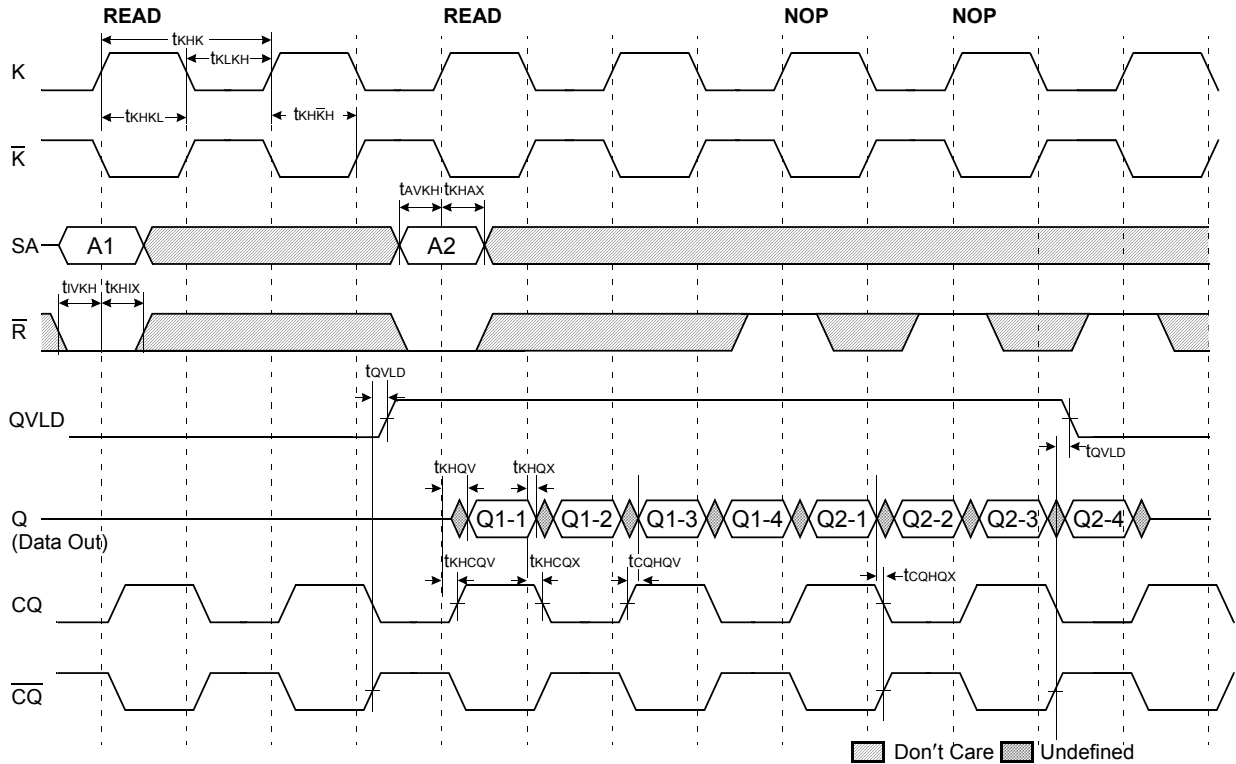 READ READ NOP NOP
tKHK
tKLKH
K
tKHKL tKHK̅H
K̅
tAVKH tKHAX
SA A1 A2
tIVKH tKHIX
R̅
tQVLD
QVLD
tQVLD
tKHQV tKHQX
Q Q1-1 Q1-2 Q1-3 Q1-4 Q2-1 Q2-2 Q2-3 Q2-4
(Data Out)
tKHCQV tKHCQX tCQHQV tCQHQX
CQ
C̅Q̅
Don't Care Undefined